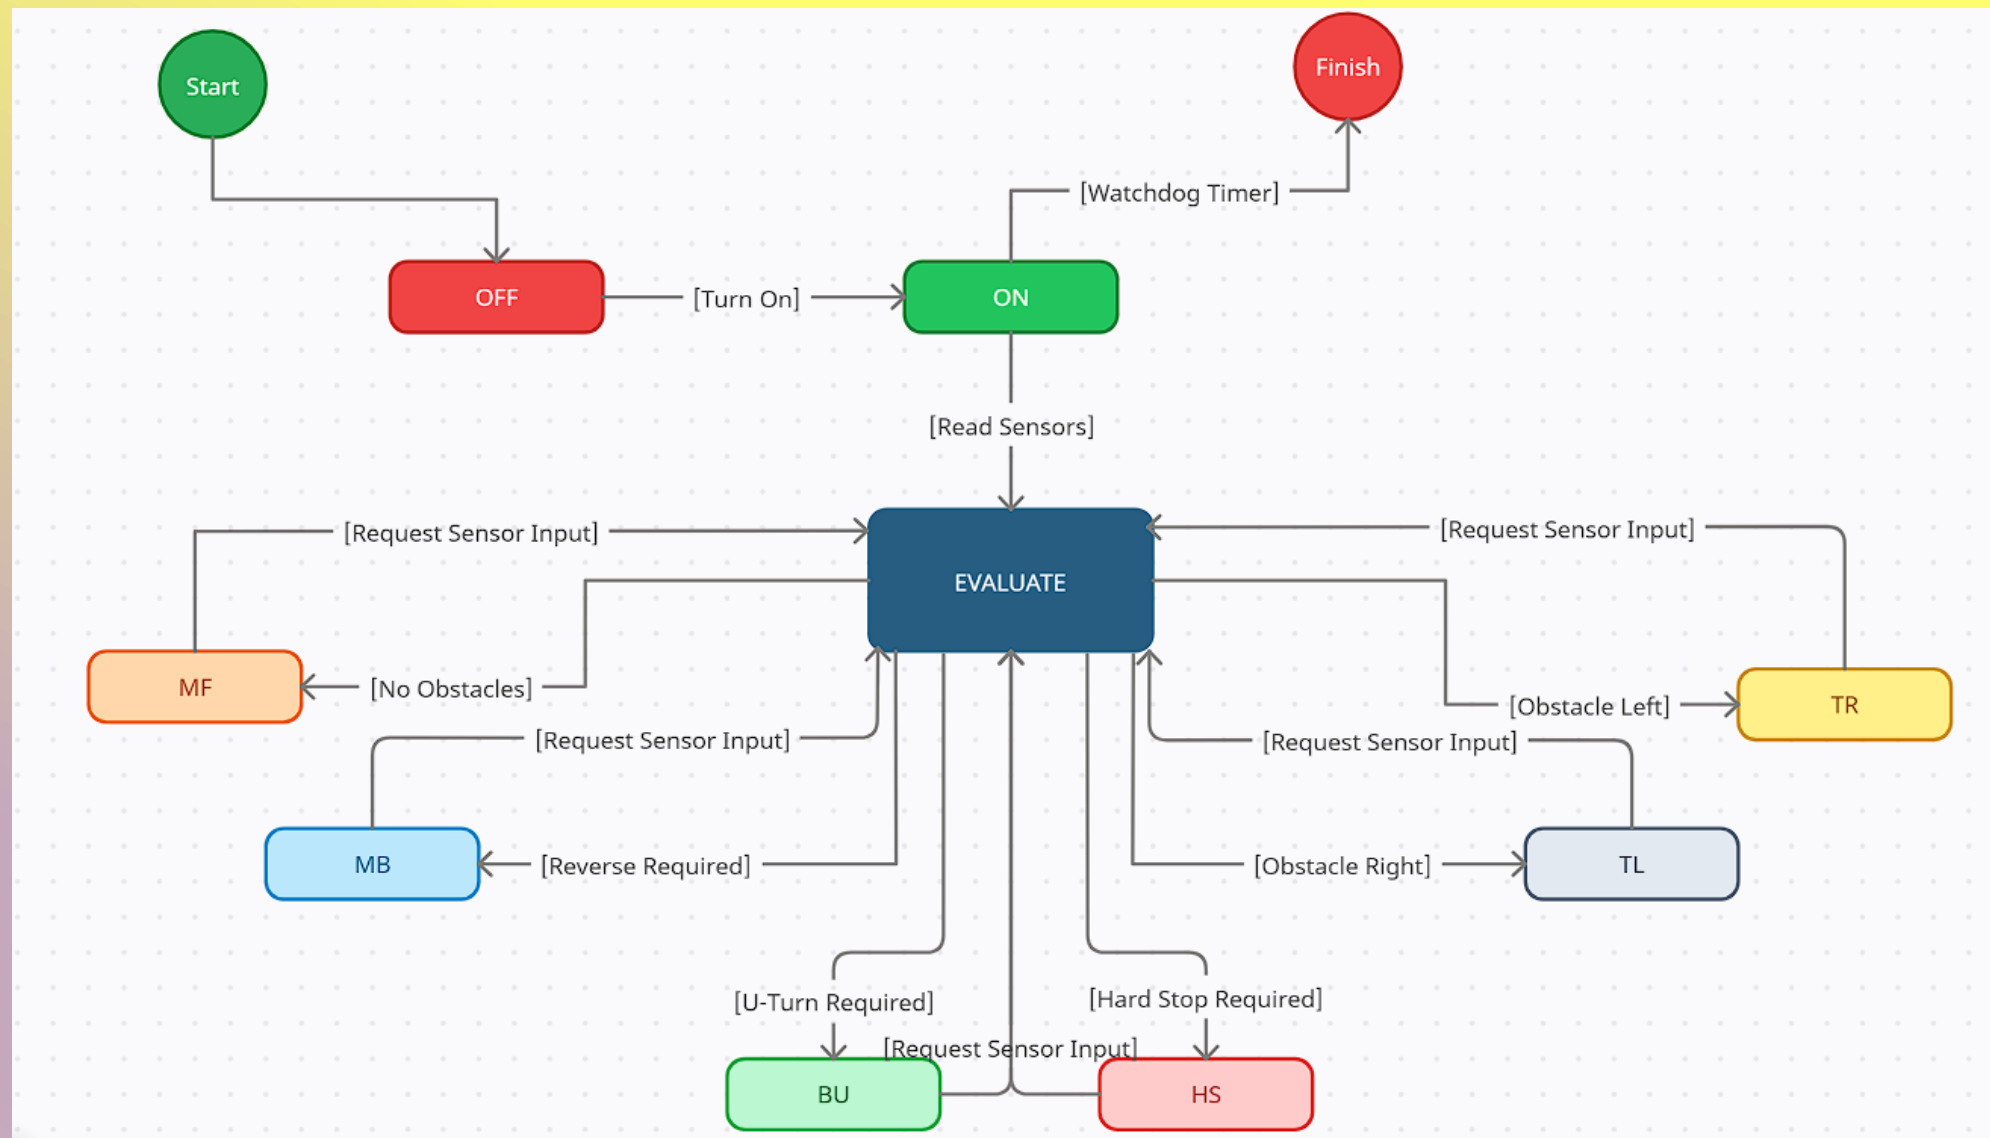 Start
Finish
[Watchdog Timer]
OFF
[Turn On]
ON
[Read Sensors]
[Request Sensor Input]
[Request Sensor Input]
EVALUATE
MF
[No Obstacles]
[Obstacle Left]
TR
[Request Sensor Input]
[Request Sensor Input]
MB
[Reverse Required]
[Obstacle Right]
TL
[U-Turn Required]
[Hard Stop Required]
[Request Sensor Input]
BU
HS